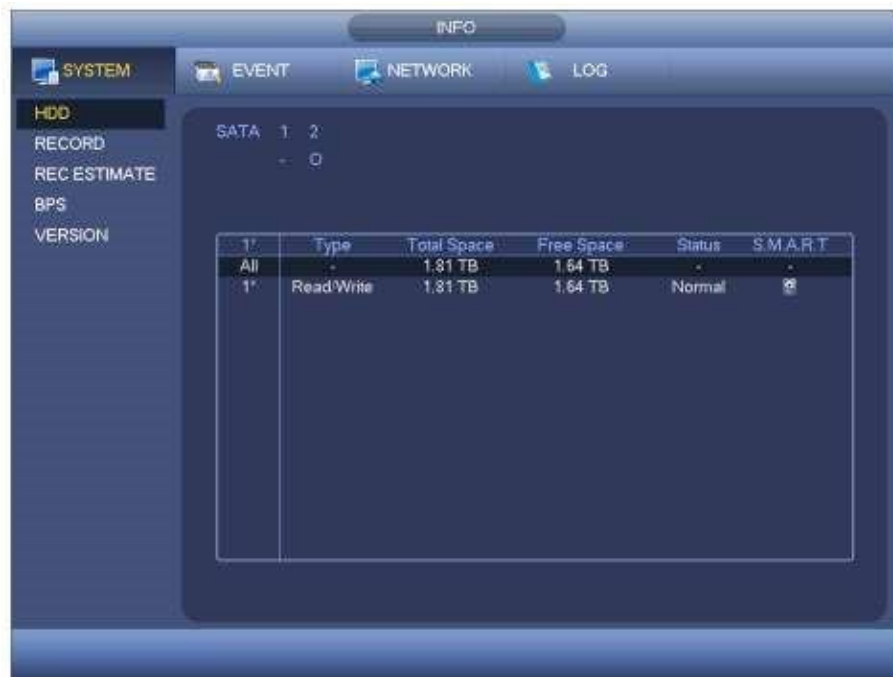 INFO
SYSTEM EVENT NETWORK LOG
HDD
RECORD
REC ESTIMATE
BPS
VERSION
SATA 1 2
- O
1* Type Total Space Free Space Status S.M.A.R.T
All - 1.81 TB 1.64 TB - -
1* Read/Write 1.81 TB 1.64 TB Normal